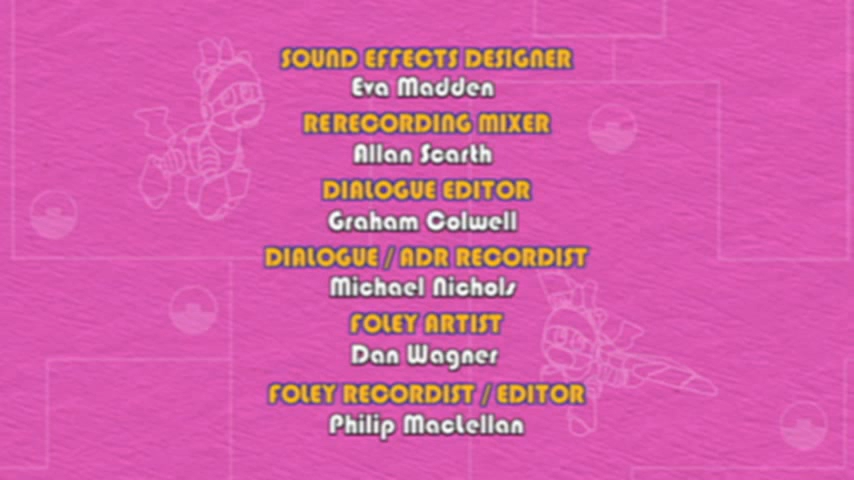 SOUND EFFECTS DESIGNER
Eva Madden
RERECORDING MIXER
Allan Scarth
DIALOGUE EDITOR
Graham Colwell
DIALOGUE / ADR RECORDIST
Michael Nichols
FOLEY ARTIST
Dan Wagner
FOLEY RECORDIST / EDITOR
Philip MacLellan